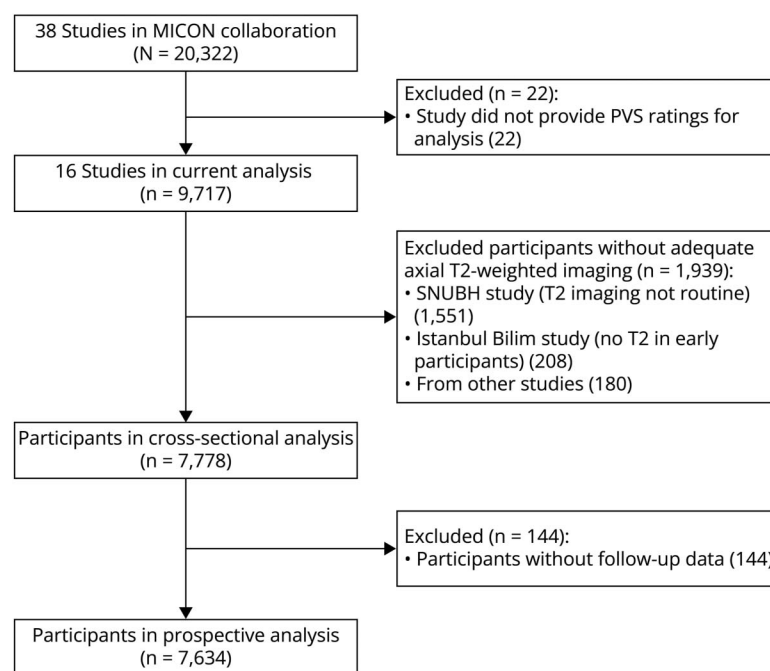 38 Studies in MICON collaboration
(N = 20,322)
Excluded (n = 22):
• Study did not provide PVS ratings for
analysis (22)
16 Studies in current analysis
(n = 9,717)
Excluded participants without adequate
axial T2-weighted imaging (n = 1,939):
• SNUBH study (T2 imaging not routine)
(1,551)
• Istanbul Bilim study (no T2 in early
participants) (208)
• From other studies (180)
Participants in cross-sectional analysis
(n = 7,778)
Excluded (n = 144):
• Participants without follow-up data (144)
Participants in prospective analysis
(n = 7,634)